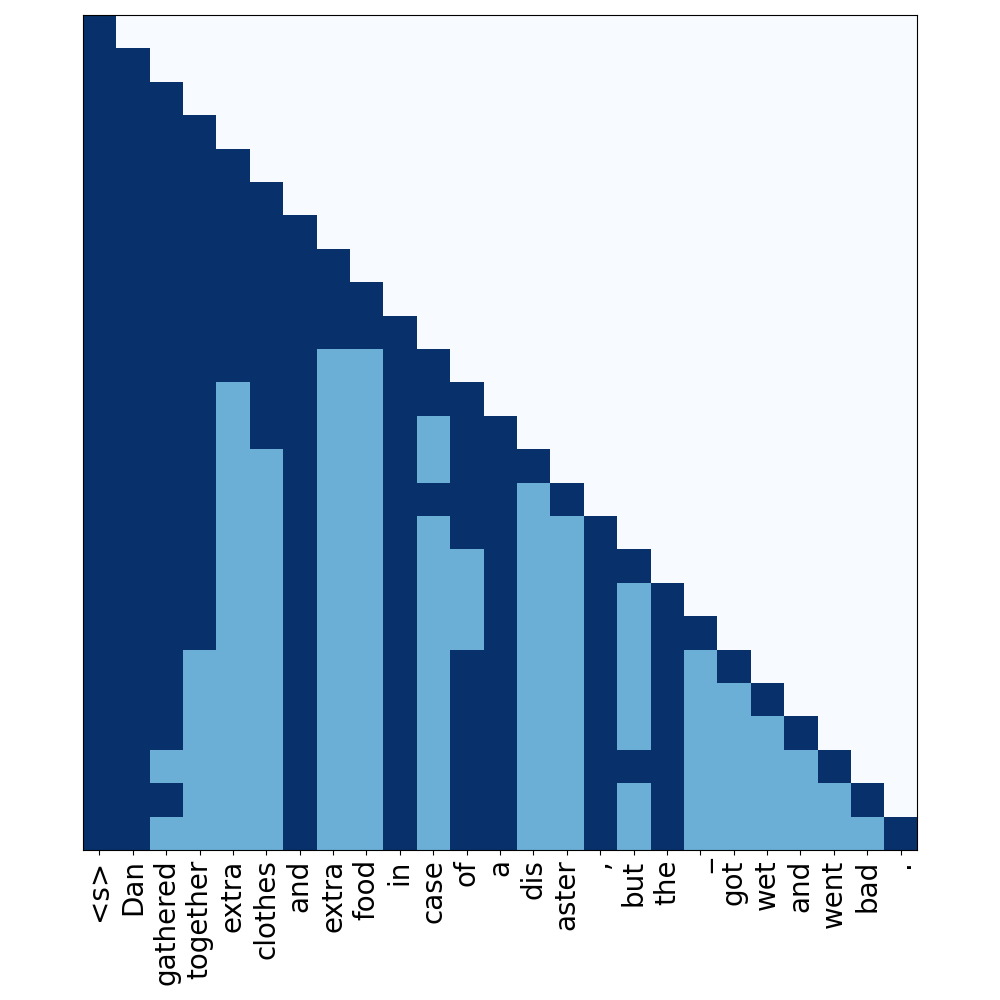 <s> Dan gathered together extra clothes and extra food in case of a dis aster , but the _ got wet and went bad .